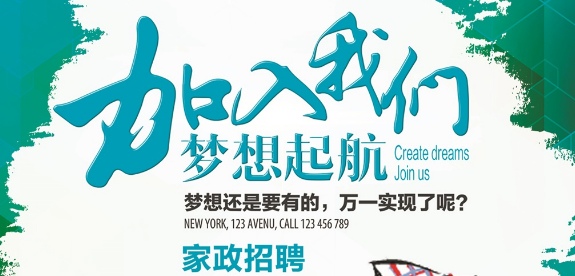 加入我们
梦想起航
Create dreams
Join us
梦想还是要有的，万一实现了呢?
NEW YORK, 123 AVENU, CALL 123 456 789
家政招聘